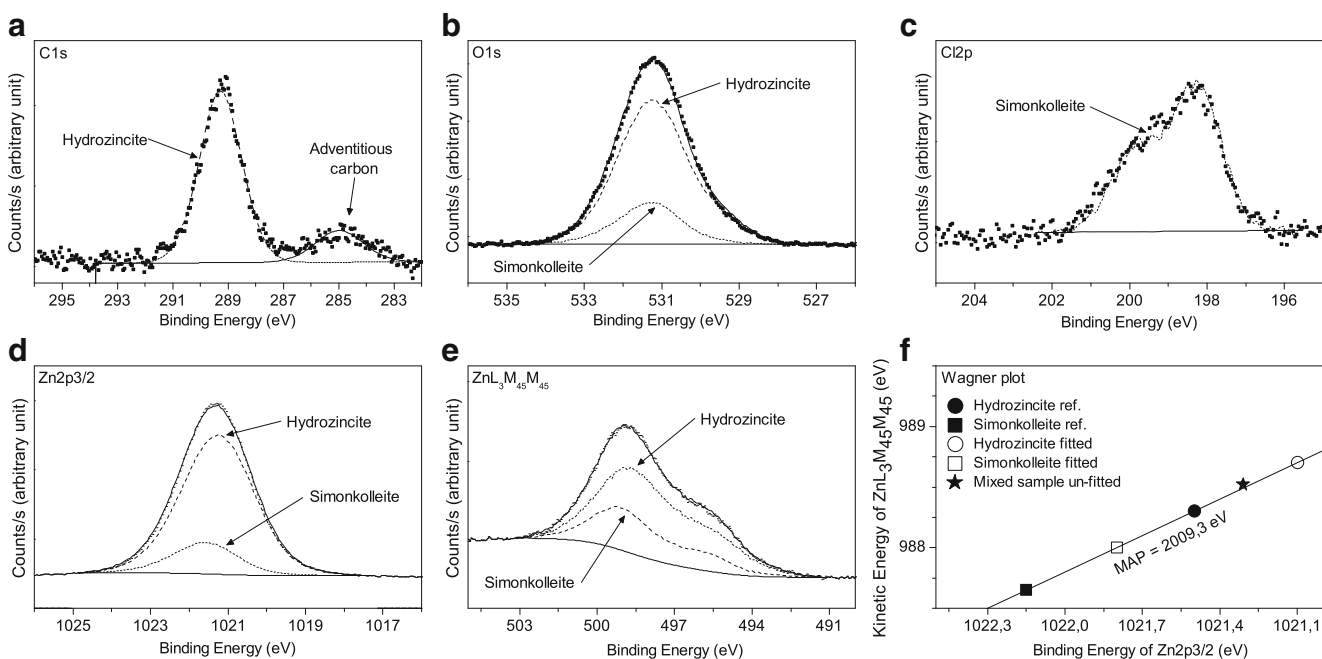 a
C1s
Hydrozincite
Adventitious
carbon
Counts/s (arbitrary unit)
295 293 291 289 287 285 283
Binding Energy (eV)
b
O1s
Hydrozincite
Simonkolleite
Counts/s (arbitrary unit)
535 533 531 529 527
Binding Energy (eV)
c
Cl2p
Simonkolleite
Counts/s (arbitrary unit)
204 202 200 198 196
Binding Energy (eV)
d
Zn2p3/2
Hydrozincite
Simonkolleite
Counts/s (arbitrary unit)
1025 1022 1021 1019 1017
Binding Energy (eV)
e
ZnL3M45M45
Hydrozincite
Simonkolleite
Counts/s (arbitrary unit)
503 500 497 494 491
Binding Energy (eV)
f
Wagner plot
Hydrozincite ref.
Simonkolleite ref.
Hydrozincite fitted
Simonkolleite fitted
Mixed sample un-fitted
MAP = 2009,3 eV
Kinetic Energy of ZnL3M45M45 (eV)
989
988
1022,3 1022,0 1021,7 1021,4 1021,1
Binding Energy of Zn2p3/2 (eV)